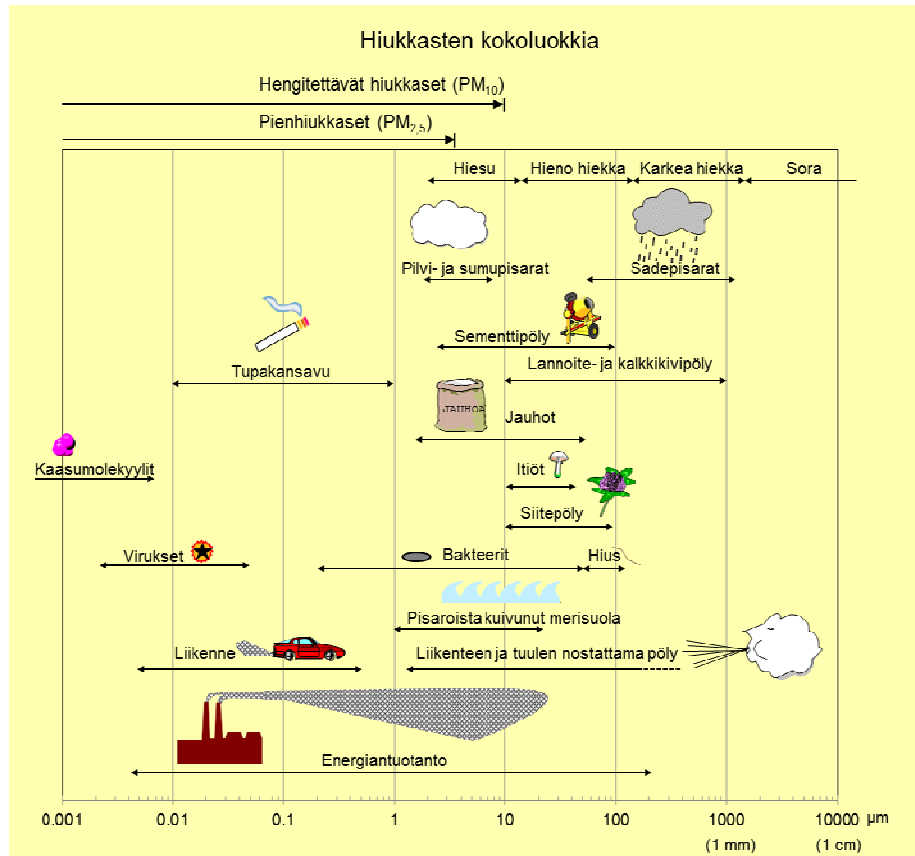 Hiukkasten kokoluokkia
Hengitettävät hiukkaset (PM10)
Pienhiukkaset (PM2,5)
Hiesu Hieno hiekka Karkea hiekka Sora
Pilvi- ja sumupisarat Sadepisarat
Sementtipöly
Lannoite- ja kalkkikivipöly
Tupakansavu
JAUHOJA
Jauhot
Itiöt
Kaasumolekyylit
Siitepöly
Virukset Bakteerit Hius
Pisaroista kuivunut merisuola
Liikenne Liikenteen ja tuulen nostattama pöly
Energiantuotanto
0.001 0.01 0.1 1 10 100 1000 10000 µm
(1 mm) (1 cm)